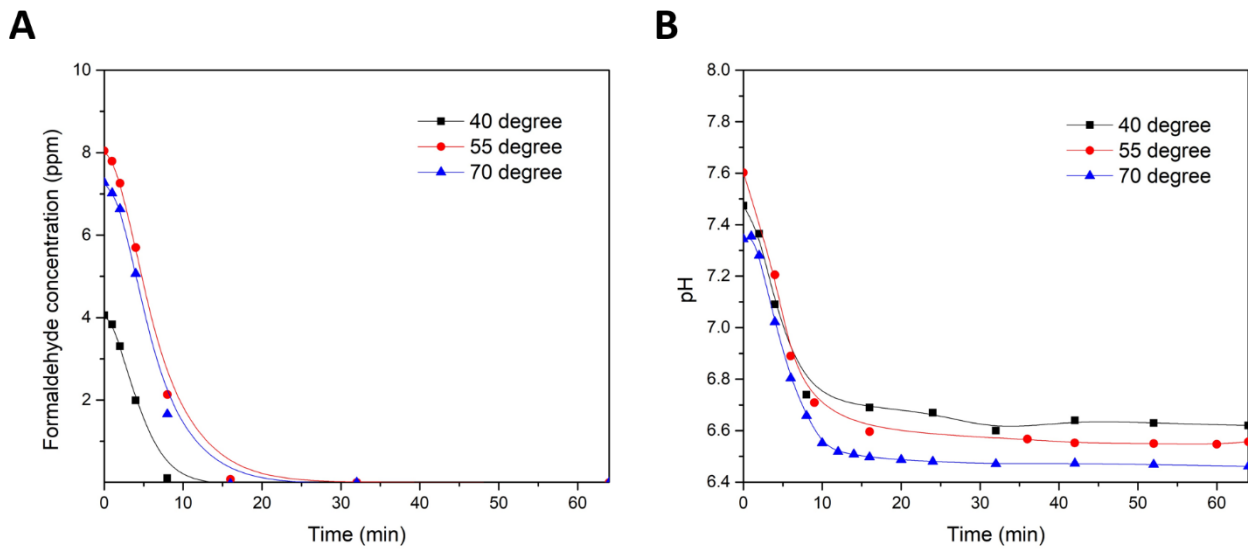 A
Formaldehyde concentration (ppm)
10
8
6
4
2
0
10
20
30
40
50
60
Time (min)
40 degree
55 degree
70 degree
B
pH
8.0
7.8
7.6
7.4
7.2
7.0
6.8
6.6
6.4
0
10
20
30
40
50
60
Time (min)
40 degree
55 degree
70 degree